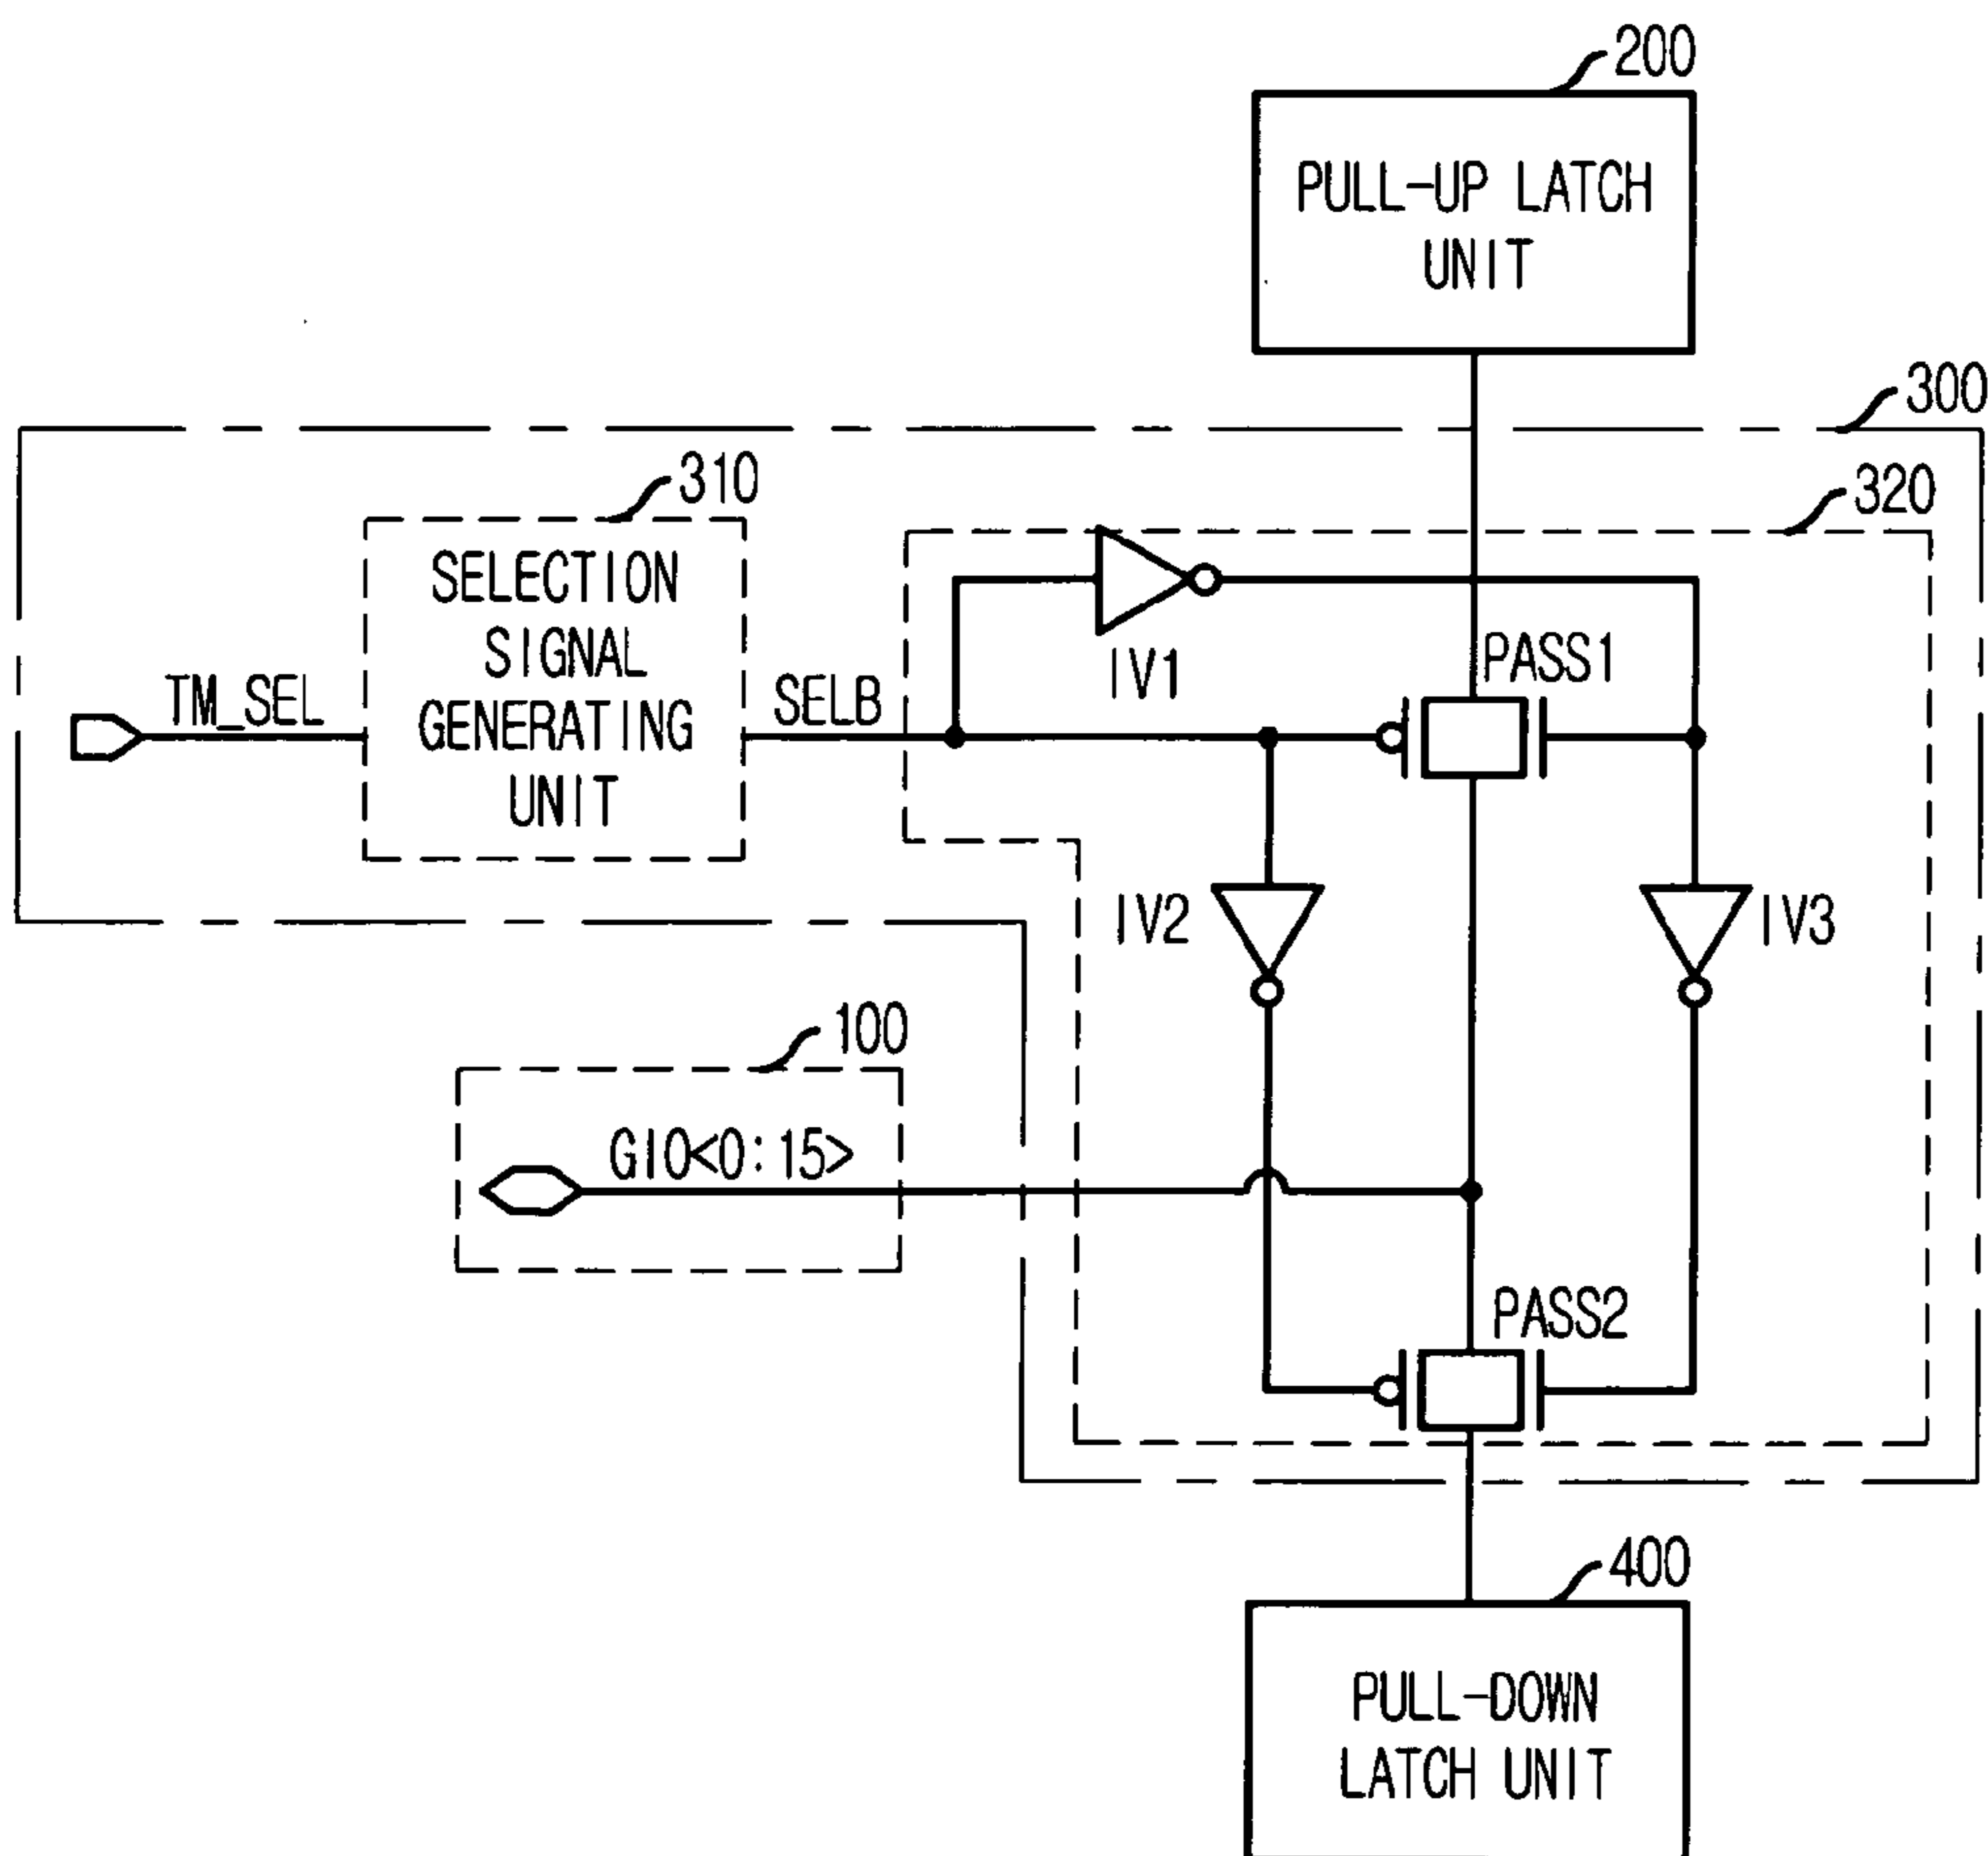 200
PULL-UP LATCH
UNIT
300
310
320
SELECTION
SIGNAL
GENERATING
UNIT
TM_SEL
SELB
IV1
PASS1
IV2
IV3
100
GIO<0:15>
PASS2
400
PULL-DOWN
LATCH UNIT